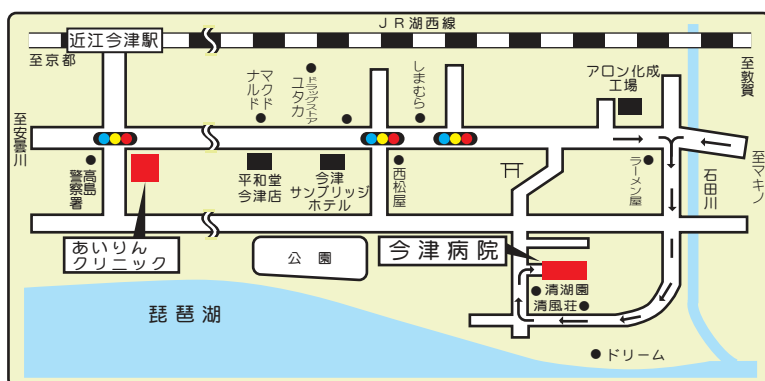 JR湖西線
近江今津駅
至京都
至敦賀
至安曇川
マクド
ナルド
ドラッグストア
ユタカ
しまむら
アロン化成
工場
至マキノ
高島
警察署
平和堂
今津店
今津
サンブリッジ
ホテル
西松屋
ラーメン屋
石田川
あいりん
クリニック
公園
今津病院
清湖園
清風荘
琵琶湖
ドリーム